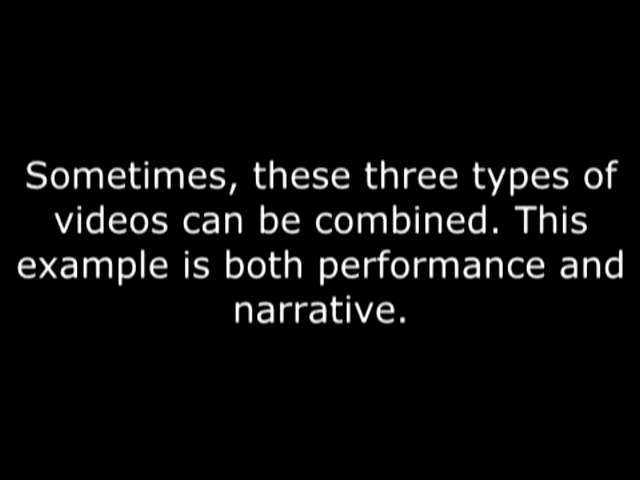 Sometimes, these three types of
videos can be combined. This
example is both performance and
narrative.